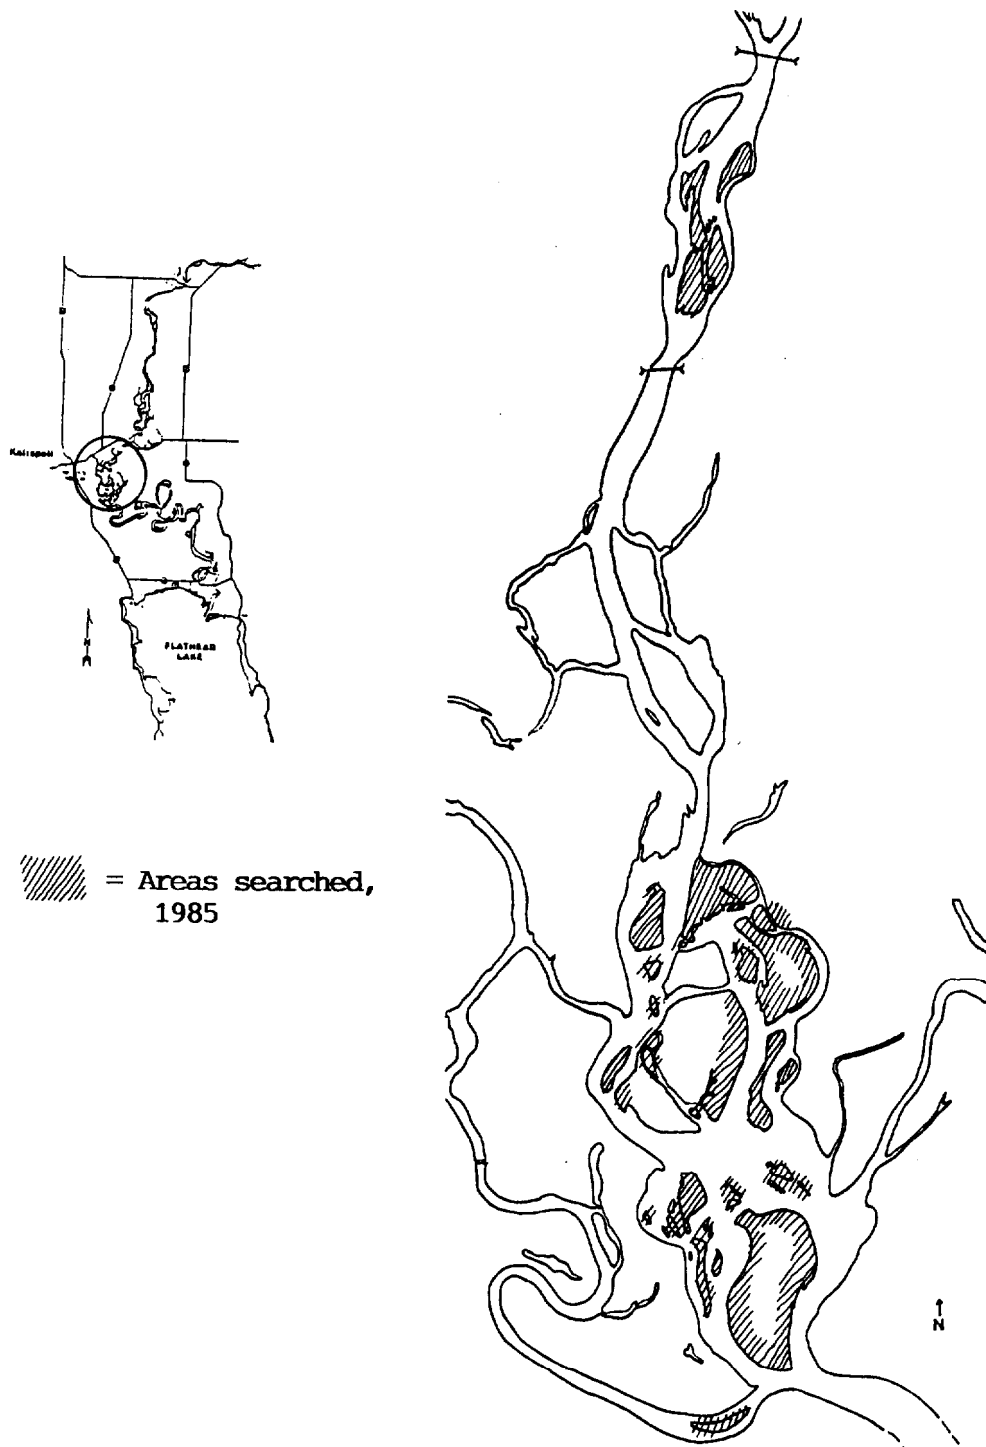 Kalispell
N
FLATHEAD
LAKE
= Areas searched,
1985
N